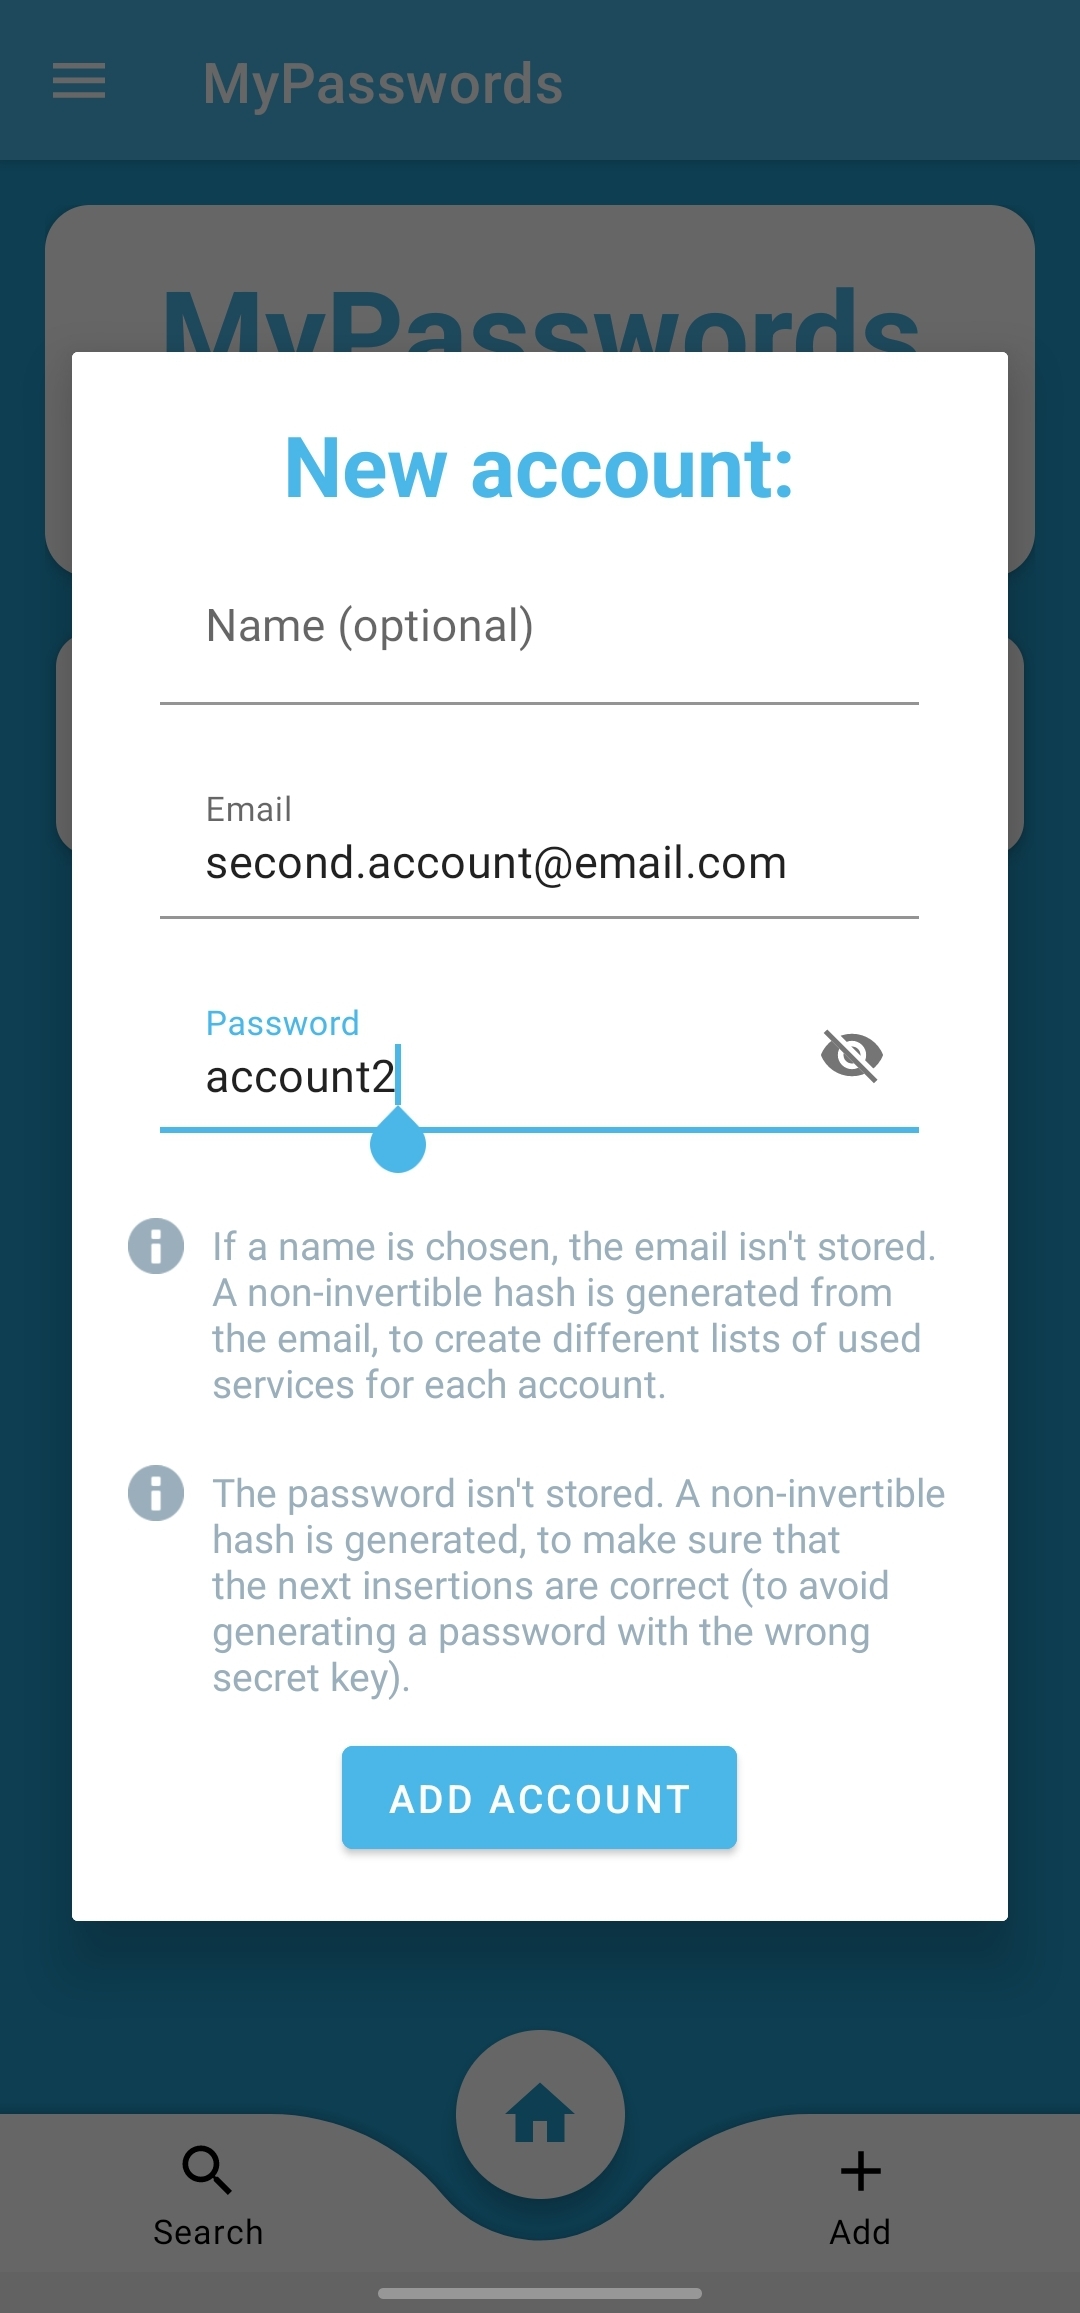 MyPasswords
MyPasswords
New account:
Name (optional)
Email
second.account@email.com
Password
account2
If a name is chosen, the email isn't stored.
A non-invertible hash is generated from
the email, to create different lists of used
services for each account.
The password isn't stored. A non-invertible
hash is generated, to make sure that
the next insertions are correct (to avoid
generating a password with the wrong
secret key).
ADD ACCOUNT
Search
Add